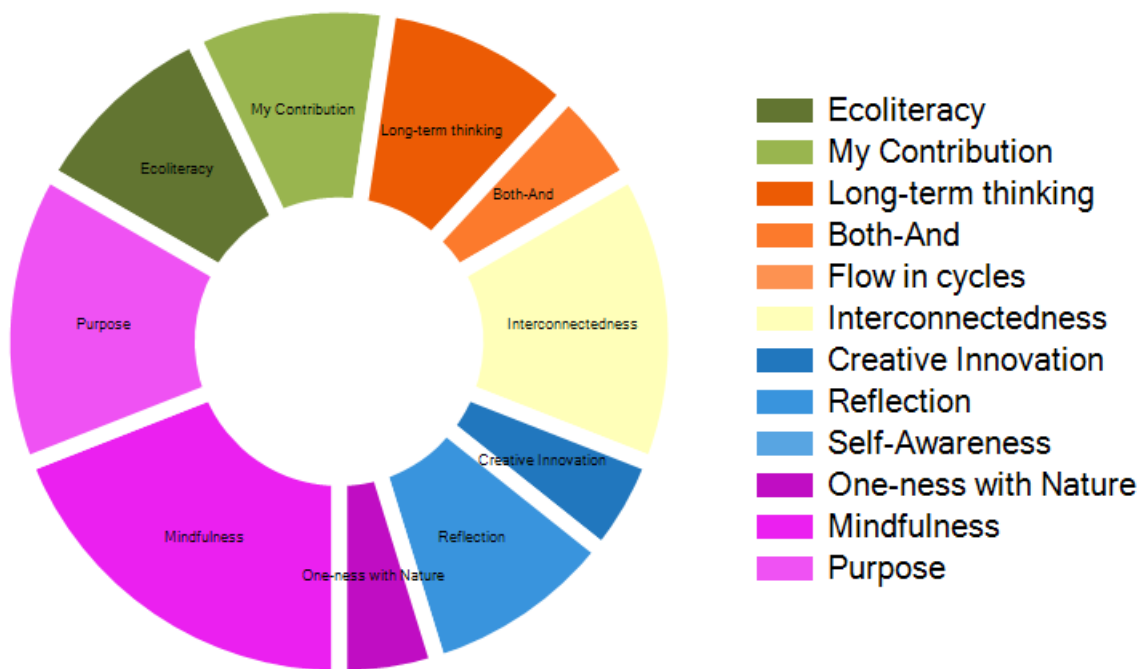 My Contribution
Long-term thinking
Ecoliteracy
Both-And
Purpose
Interconnectedness
Creative Innovation
Mindfulness
Reflection
One-ness with Nature
Ecoliteracy
My Contribution
Long-term thinking
Both-And
Flow in cycles
Interconnectedness
Creative Innovation
Reflection
Self-Awareness
One-ness with Nature
Mindfulness
Purpose